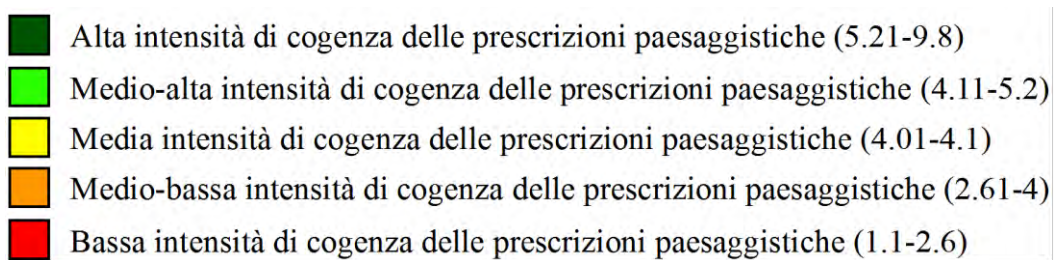 Alta intensità di cogenza delle prescrizioni paesaggistiche (5.21-9.8)
Medio-alta intensità di cogenza delle prescrizioni paesaggistiche (4.11-5.2)
Media intensità di cogenza delle prescrizioni paesaggistiche (4.01-4.1)
Medio-bassa intensità di cogenza delle prescrizioni paesaggistiche (2.61-4)
Bassa intensità di cogenza delle prescrizioni paesaggistiche (1.1-2.6)